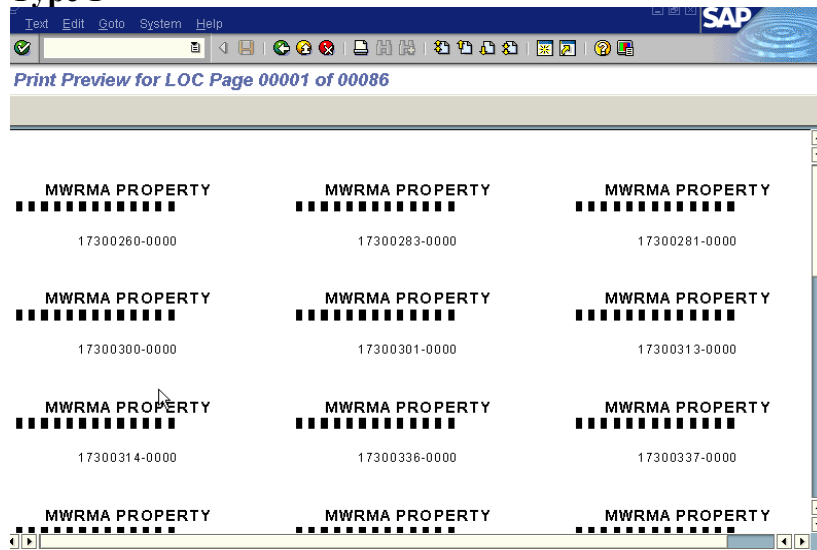 Text Edit Goto System Help
SAP
Print Preview for LOC Page 00001 of 00086
MWRMA PROPERTY MWRMA PROPERTY MWRMA PROPERTY
17300260-0000 17300283-0000 17300281-0000
MWRMA PROPERTY MWRMA PROPERTY MWRMA PROPERTY
17300300-0000 17300301-0000 17300313-0000
MWRMA PROPERTY MWRMA PROPERTY MWRMA PROPERTY
17300314-0000 17300336-0000 17300337-0000
MWRMA PROPERTY MWRMA PROPERTY MWRMA PROPERTY